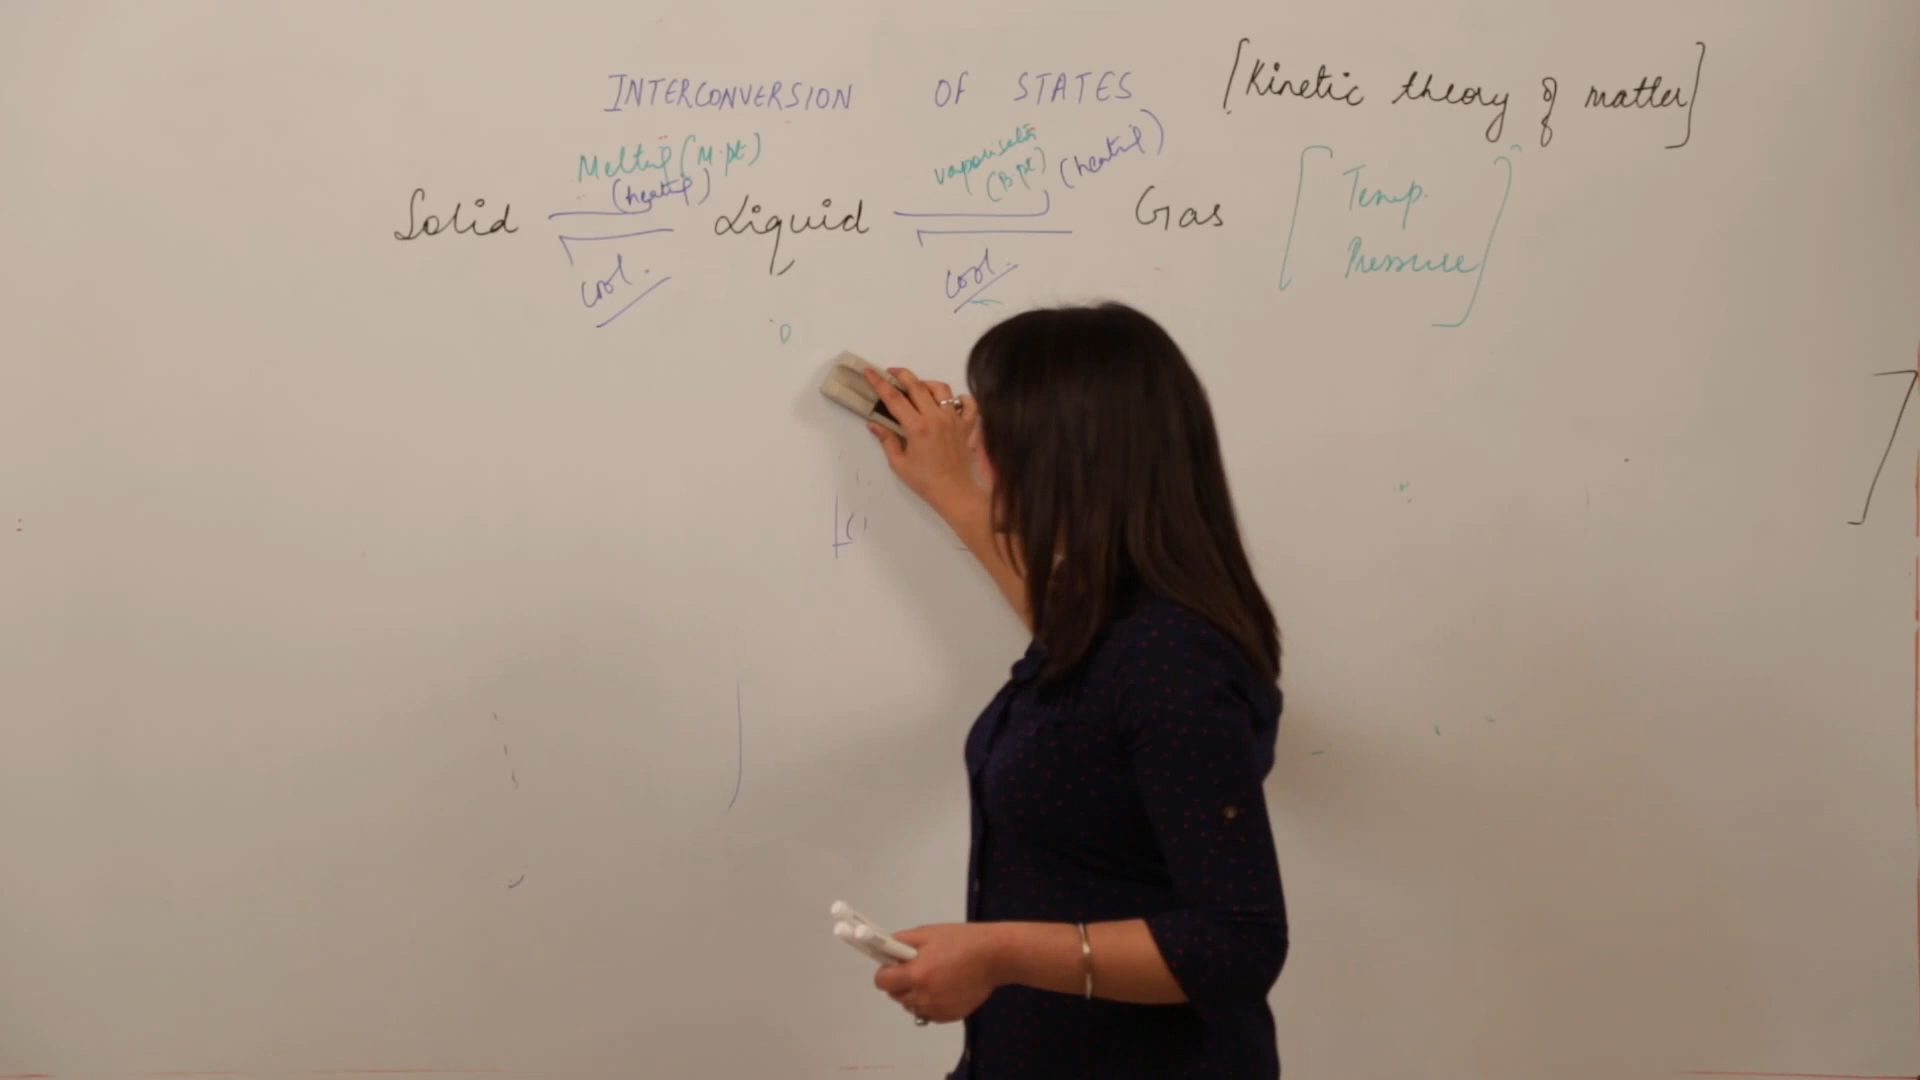 INTERCONVERSION OF STATES [Kinetic theory of matter]
Melting (M.pt) vaporisation (B pt) (heating)
(heating)
Solid Liquid Gas [Temp.
Pressure]
cool. cool.